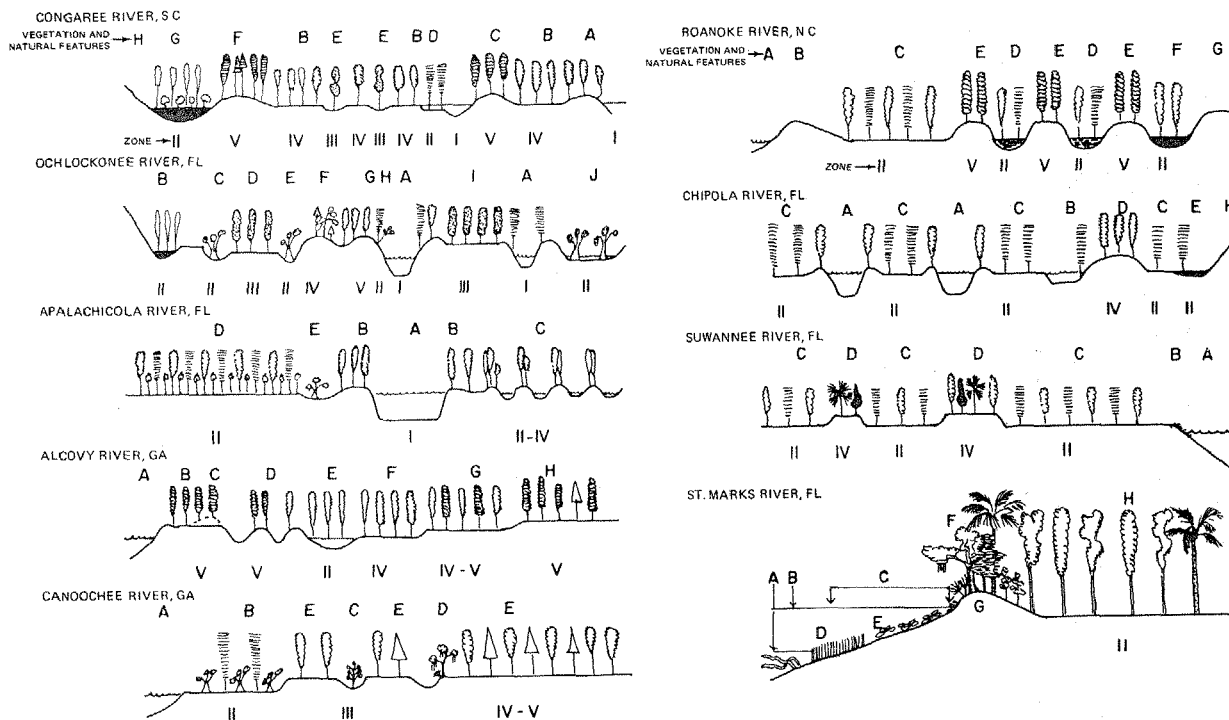 CONGAREE RIVER, S C
VEGETATION AND NATURAL FEATURES → H G F B E E B D C B A
ZONE → II V IV III IV III IV II I V IV I
OCHLOCKONEE RIVER, FL
B C D E F G H A I A J
II II III II IV V II I III I II
APALACHICOLA RIVER, FL
D E B A B C
II I II-IV
ALCOVY RIVER, GA
A B C D E F G H
V V II IV IV-V V
CANOOCHEE RIVER, GA
A B E C E D E
II III IV-V
ROANOKE RIVER, N C
VEGETATION AND NATURAL FEATURES → A B C E D E D E F G
ZONE → II V II V II V II
CHIPOLA RIVER, FL
C A C A C B D C E
II II II IV II II
SUWANNEE RIVER, FL
C D C D C B A
II IV II IV II
ST. MARKS RIVER, FL
H
F
A B C
G
D E
II